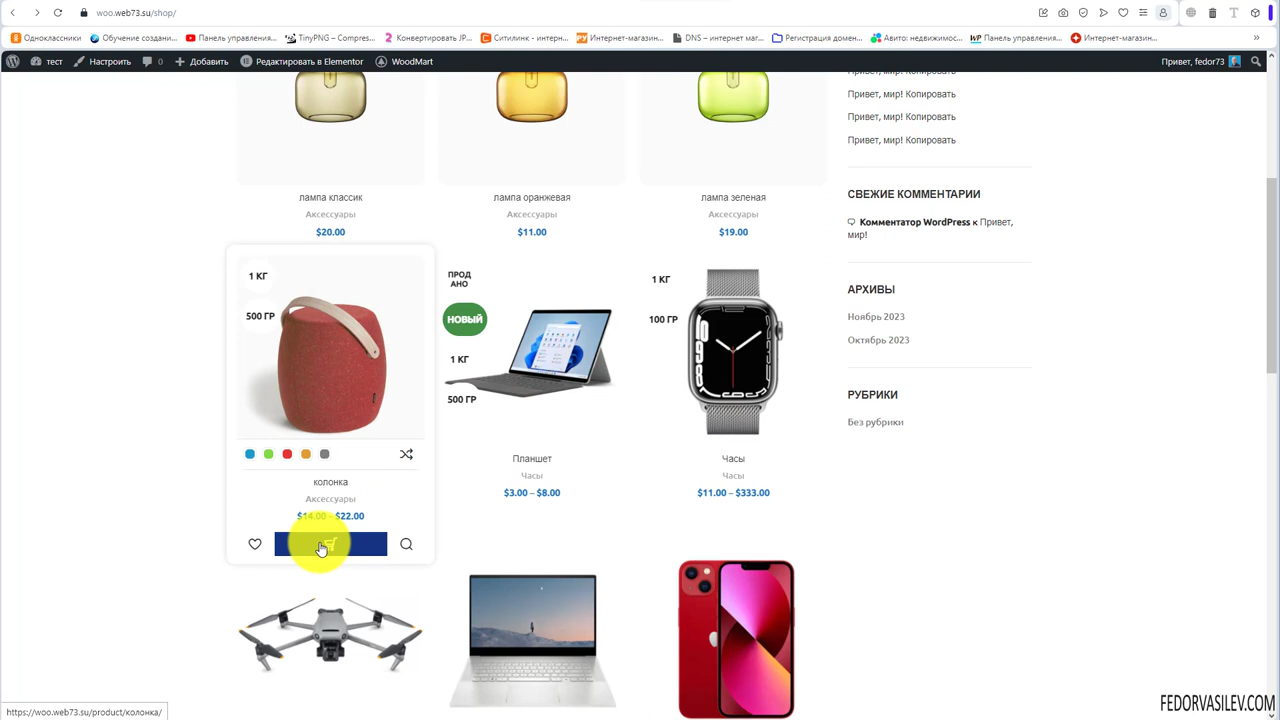 woo.web73.su/shop/
Одноклассники
Обучение создани...
Панель управления...
TinyPNG – Compres...
Конвертировать JP...
Ситилинк - интерн...
Интернет-магазин...
DNS – интернет маг...
Регистрация домен...
Авито: недвижимос...
Панель управления...
Интернет-магазин...
тест
Настроить
0
Добавить
Редактировать в Elementor
WoodMart
Привет, fedor73
Привет, мир! Копировать
Привет, мир! Копировать
Привет, мир! Копировать
Привет, мир! Копировать
лампа классик
Аксессуары
$20.00
лампа оранжевая
Аксессуары
$11.00
лампа зеленая
Аксессуары
$19.00
СВЕЖИЕ КОММЕНТАРИИ
Комментатор WordPress к Привет,
мир!
АРХИВЫ
Ноябрь 2023
Октябрь 2023
РУБРИКИ
Без рубрики
1 КГ
500 ГР
колонка
Аксессуары
$14.00 – $22.00
ПРОД
АНО
НОВЫЙ
1 КГ
500 ГР
Планшет
Часы
$3.00 – $8.00
1 КГ
100 ГР
Часы
Часы
$11.00 – $333.00
https://woo.web73.su/product/колонка/
FEDORVASILEV.COM